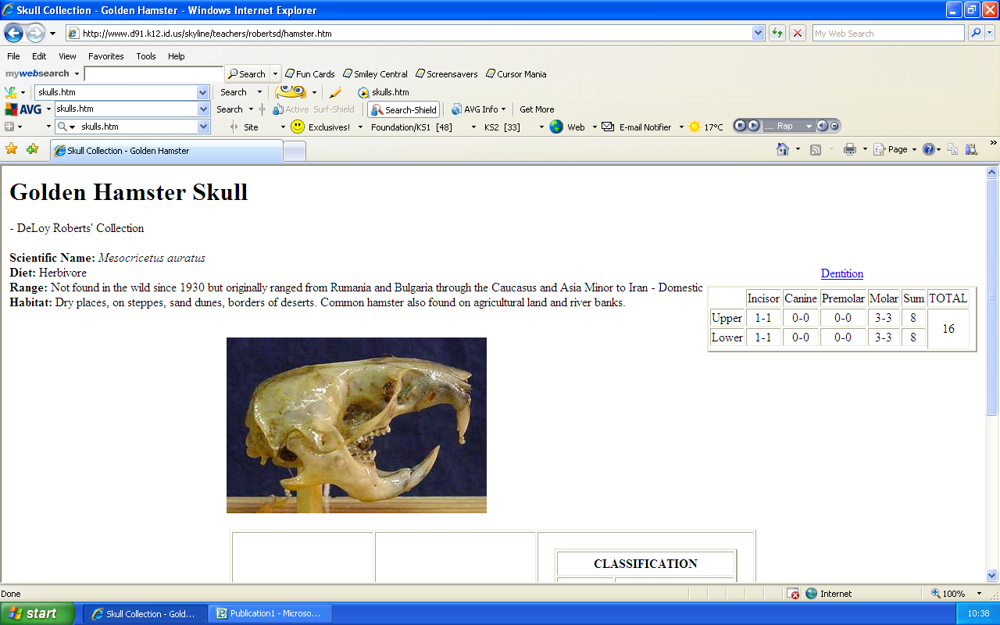 Skull Collection - Golden Hamster - Windows Internet Explorer
http://www.d91.k12.id.us/skyline/teachers/robertsd/hamster.htm
My Web Search
File Edit View Favorites Tools Help
mywebsearch Search Fun Cards Smiley Central Screensavers Cursor Mania
skulls.htm Search skulls.htm
AVG skulls.htm Search Active Surf-Shield Search-Shield AVG Info Get More
skulls.htm Site Exclusives! Foundation/KS1 [48] KS2 [33] Web E-mail Notifier 17°C ..... Rap
Skull Collection - Golden Hamster Page
Golden Hamster Skull
- DeLoy Roberts' Collection
Scientific Name: Mesocricetus auratus
Diet: Herbivore
Range: Not found in the wild since 1930 but originally ranged from Rumania and Bulgaria through the Caucasus and Asia Minor to Iran - Domestic
Habitat: Dry places, on steppes, sand dunes, borders of deserts. Common hamster also found on agricultural land and river banks.
Dentition
Incisor Canine Premolar Molar Sum TOTAL
Upper 1-1 0-0 0-0 3-3 8 16
Lower 1-1 0-0 0-0 3-3 8
CLASSIFICATION
Done Internet 100%
start Skull Collection - Gold... Publication1 - Microso... 10:38